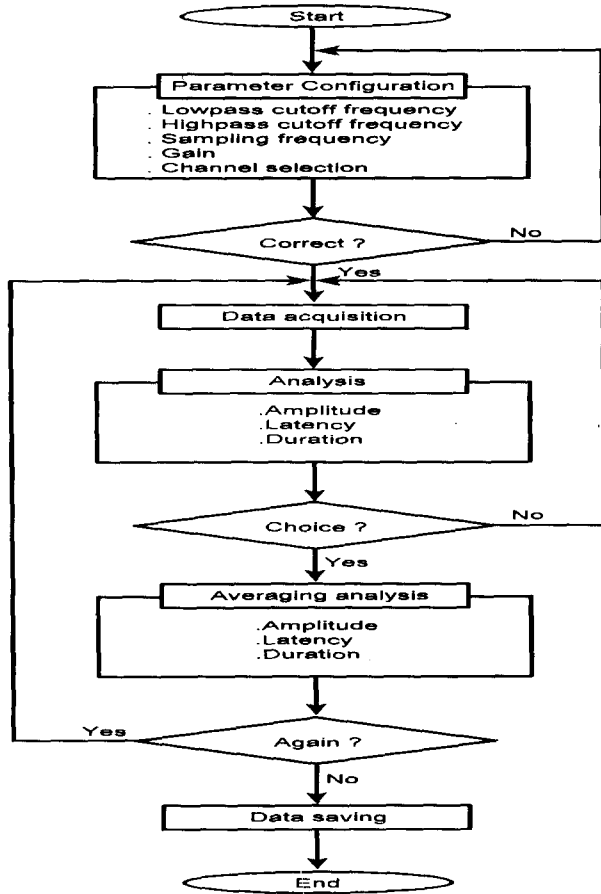 Start
Parameter Configuration
. Lowpass cutoff frequency
. Highpass cutoff frequency
. Sampling frequency
. Gain
. Channel selection
Correct ?
No
Yes
Data acquisition
Analysis
.Amplitude
.Latency
.Duration
Choice ?
No
Yes
Averaging analysis
.Amplitude
.Latency
.Duration
Yes
Again ?
No
Data saving
End